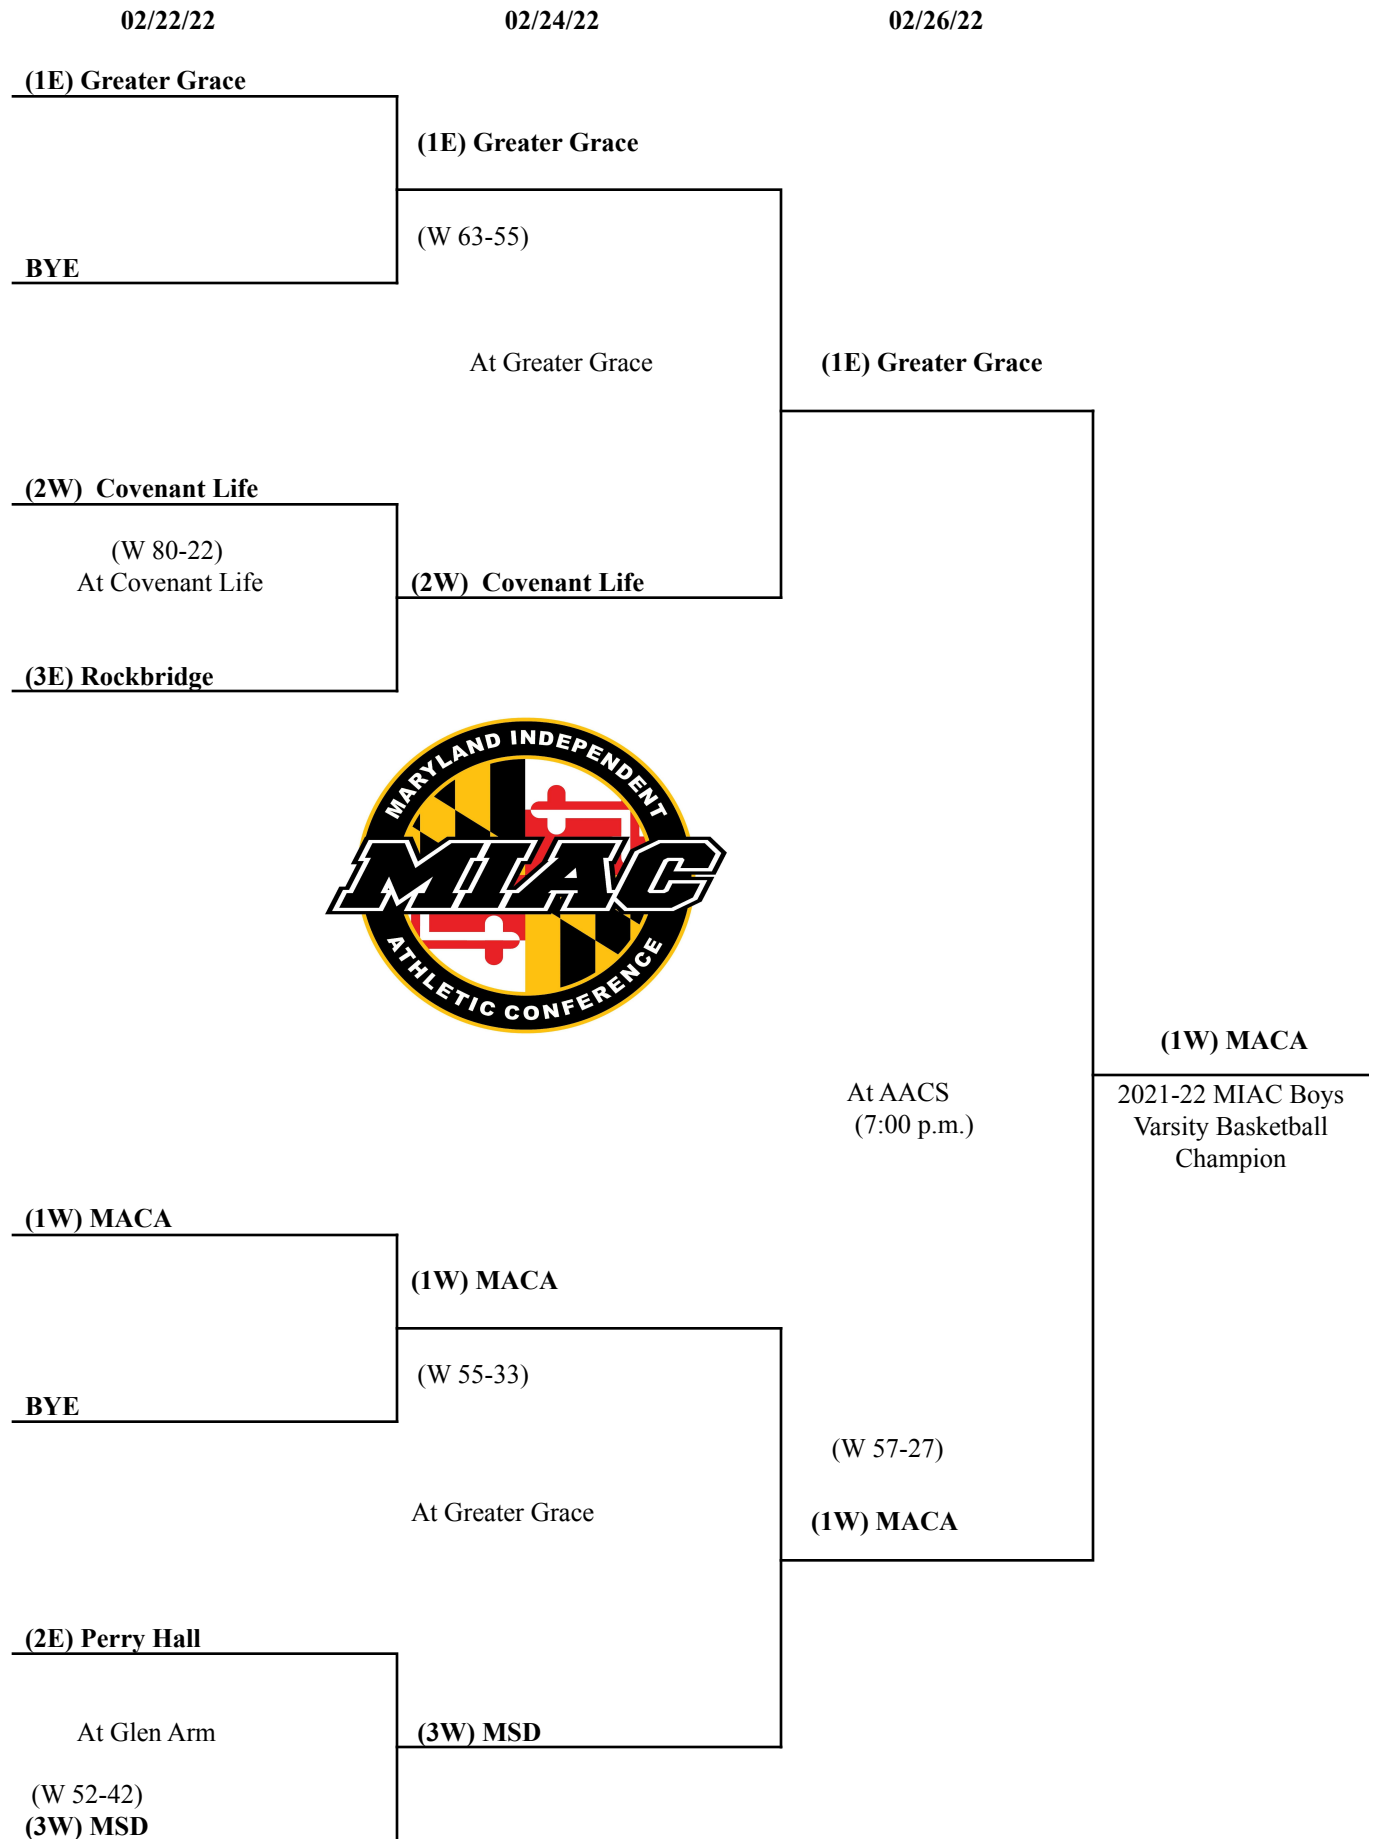 02/22/22 02/24/22 02/26/22
(1E) Greater Grace
(1E) Greater Grace
(W 63-55)
BYE
At Greater Grace
(1E) Greater Grace
(2W) Covenant Life
(W 80-22)
At Covenant Life
(2W) Covenant Life
(3E) Rockbridge
MARYLAND INDEPENDENT
MIAC
ATHLETIC CONFERENCE
(1W) MACA
At AACS
(7:00 p.m.)
2021-22 MIAC Boys
Varsity Basketball
Champion
(1W) MACA
(1W) MACA
(W 55-33)
BYE
(W 57-27)
At Greater Grace
(1W) MACA
(2E) Perry Hall
At Glen Arm
(3W) MSD
(W 52-42)
(3W) MSD